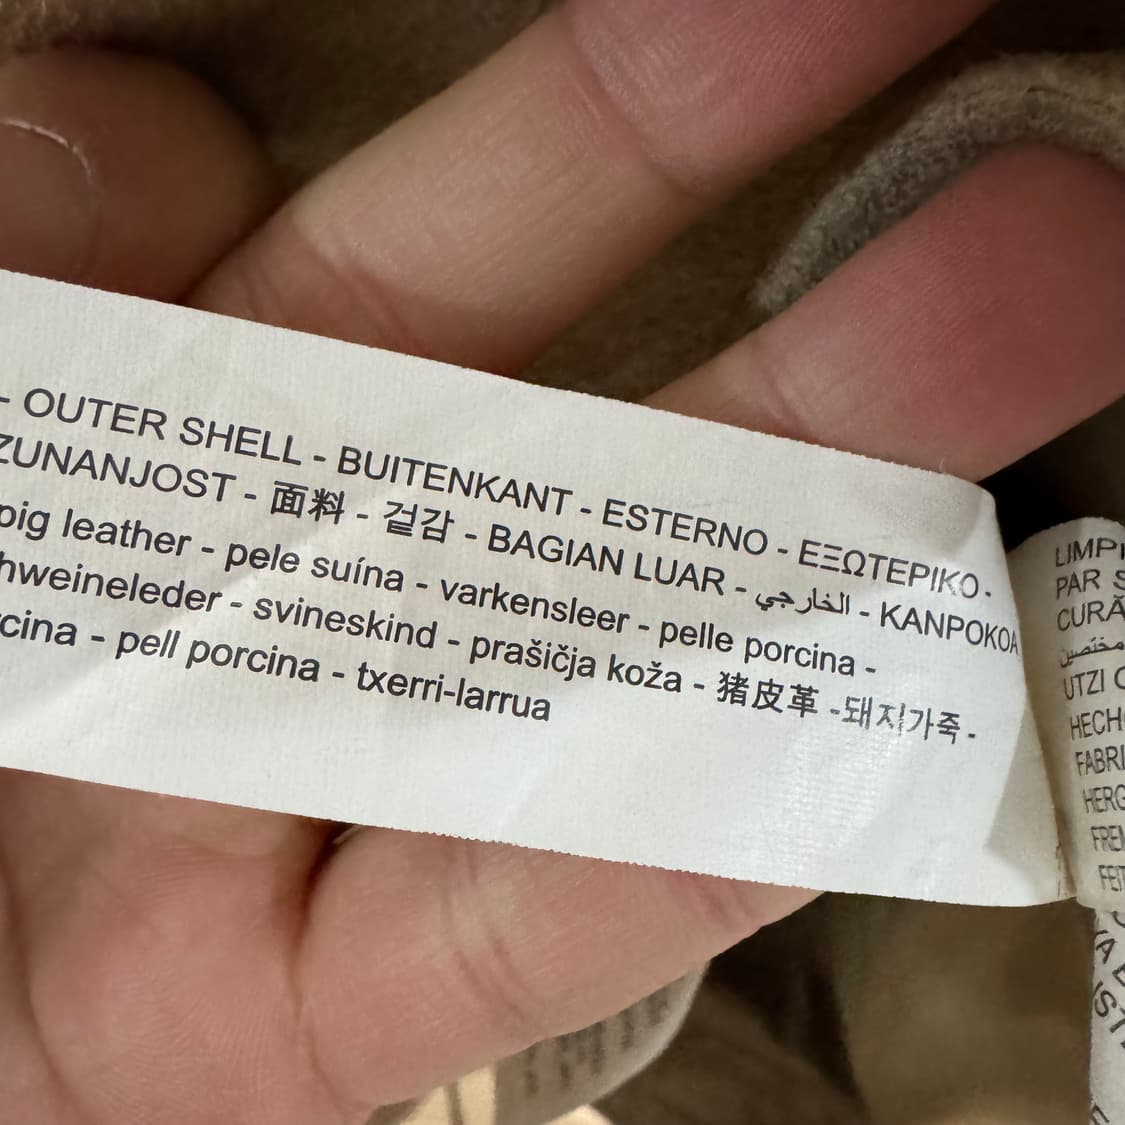 - OUTER SHELL - BUITENKANT - ESTERNO - ΕΞΩΤΕΡΙΚΟ -
ZUNANJOST - 面料 - 겉감 - BAGIAN LUAR - الخارجي - KANPOKOA
pig leather - pele suína - varkensleer - pelle porcina -
hweineleder - svineskind - prašičja koža - 猪皮革 -돼지가죽 -
rcina - pell porcina - txerri-larrua
LIMPI
PAR S
CURĂ
مختصين
UTZI
HECH
FABRI
HERG
FREM
FEIT